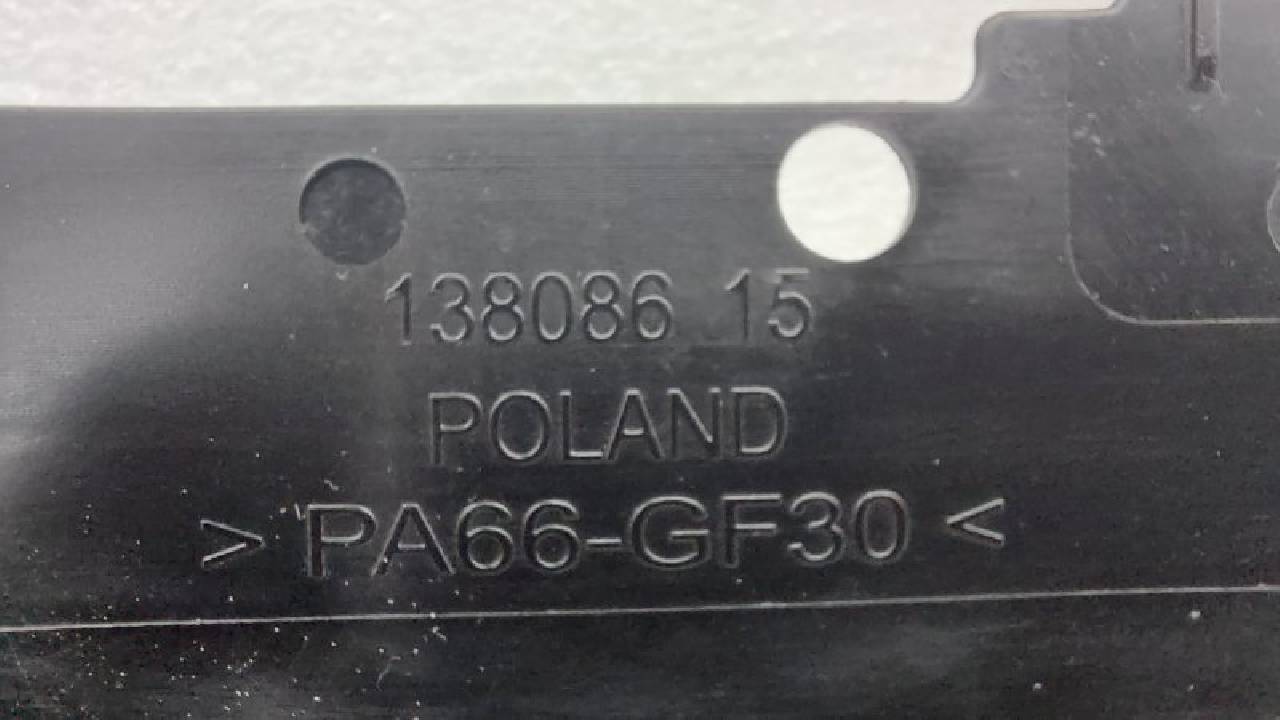 138086 15
POLAND
> PA66-GF30 <